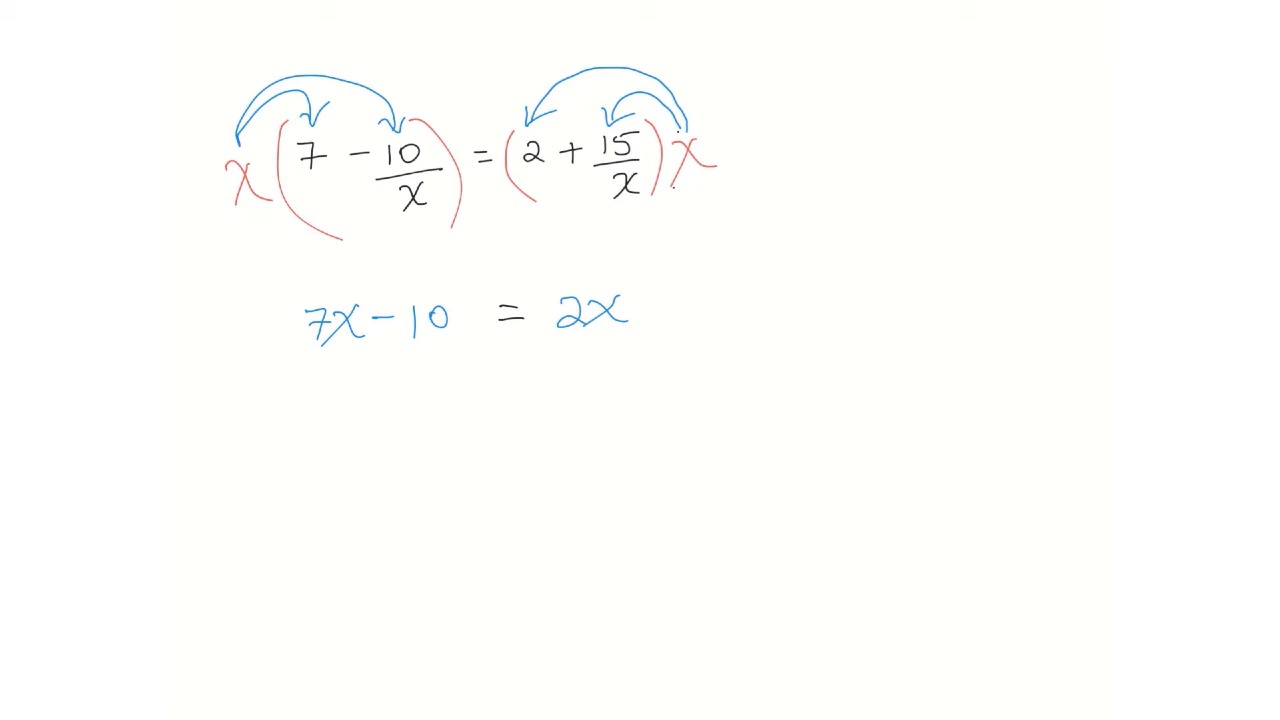 x(7 - 10/x) = (2 + 15/x)x
7x - 10 = 2x